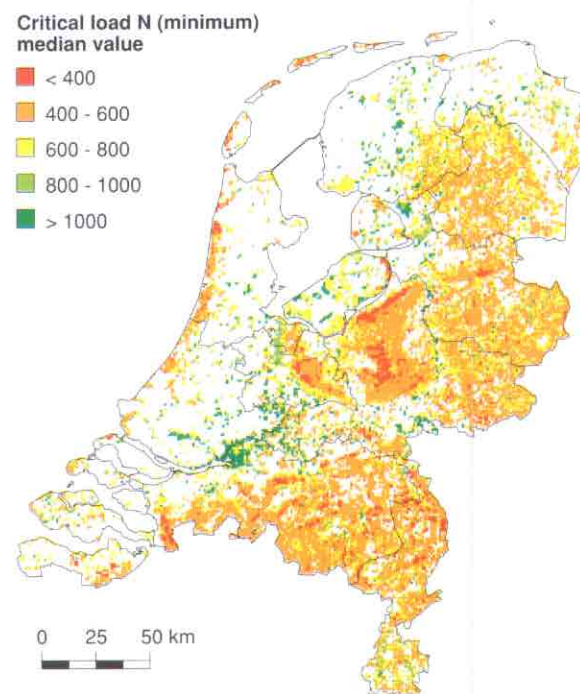 Critical load N (minimum)
median value
< 400
400 - 600
600 - 800
800 - 1000
> 1000
0 25 50 km